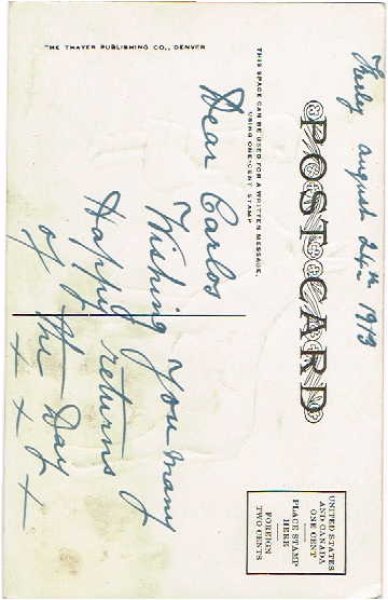 august 24th 1913
POST CARD
THIS SPACE CAN BE USED FOR A WRITTEN MESSAGE,
USING ONE-CENT STAMP
UNITED STATES
AND CANADA
ONE CENT
PLACE STAMP
HERE
FOREIGN
TWO CENTS
THE THAYER PUBLISHING CO., DENVER
Dear Carlos
Wishing you many
Happy returns
of the Day
+ + +